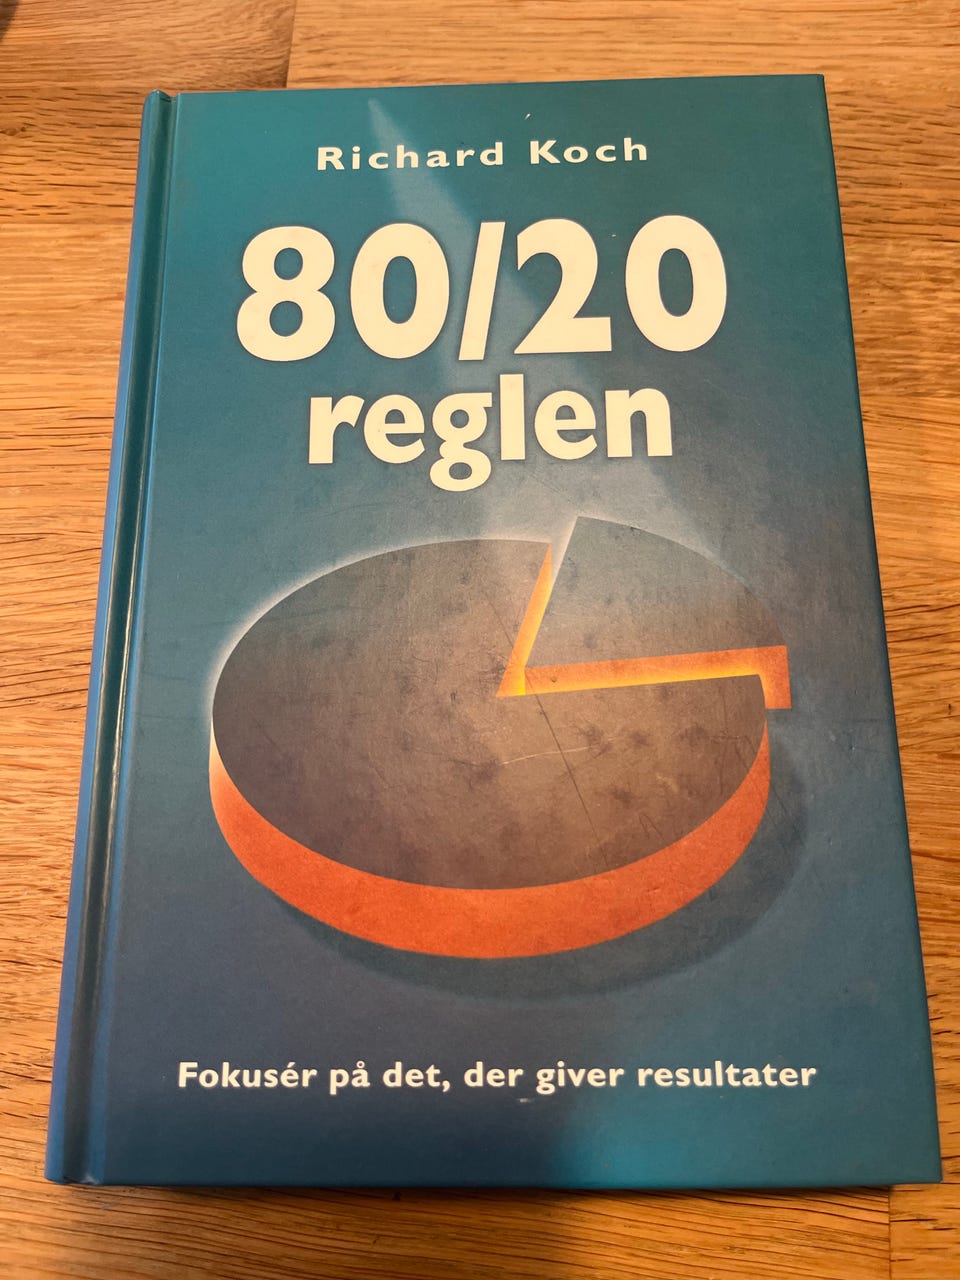 Richard Koch
80/20
reglen
Fokusér på det, der giver resultater